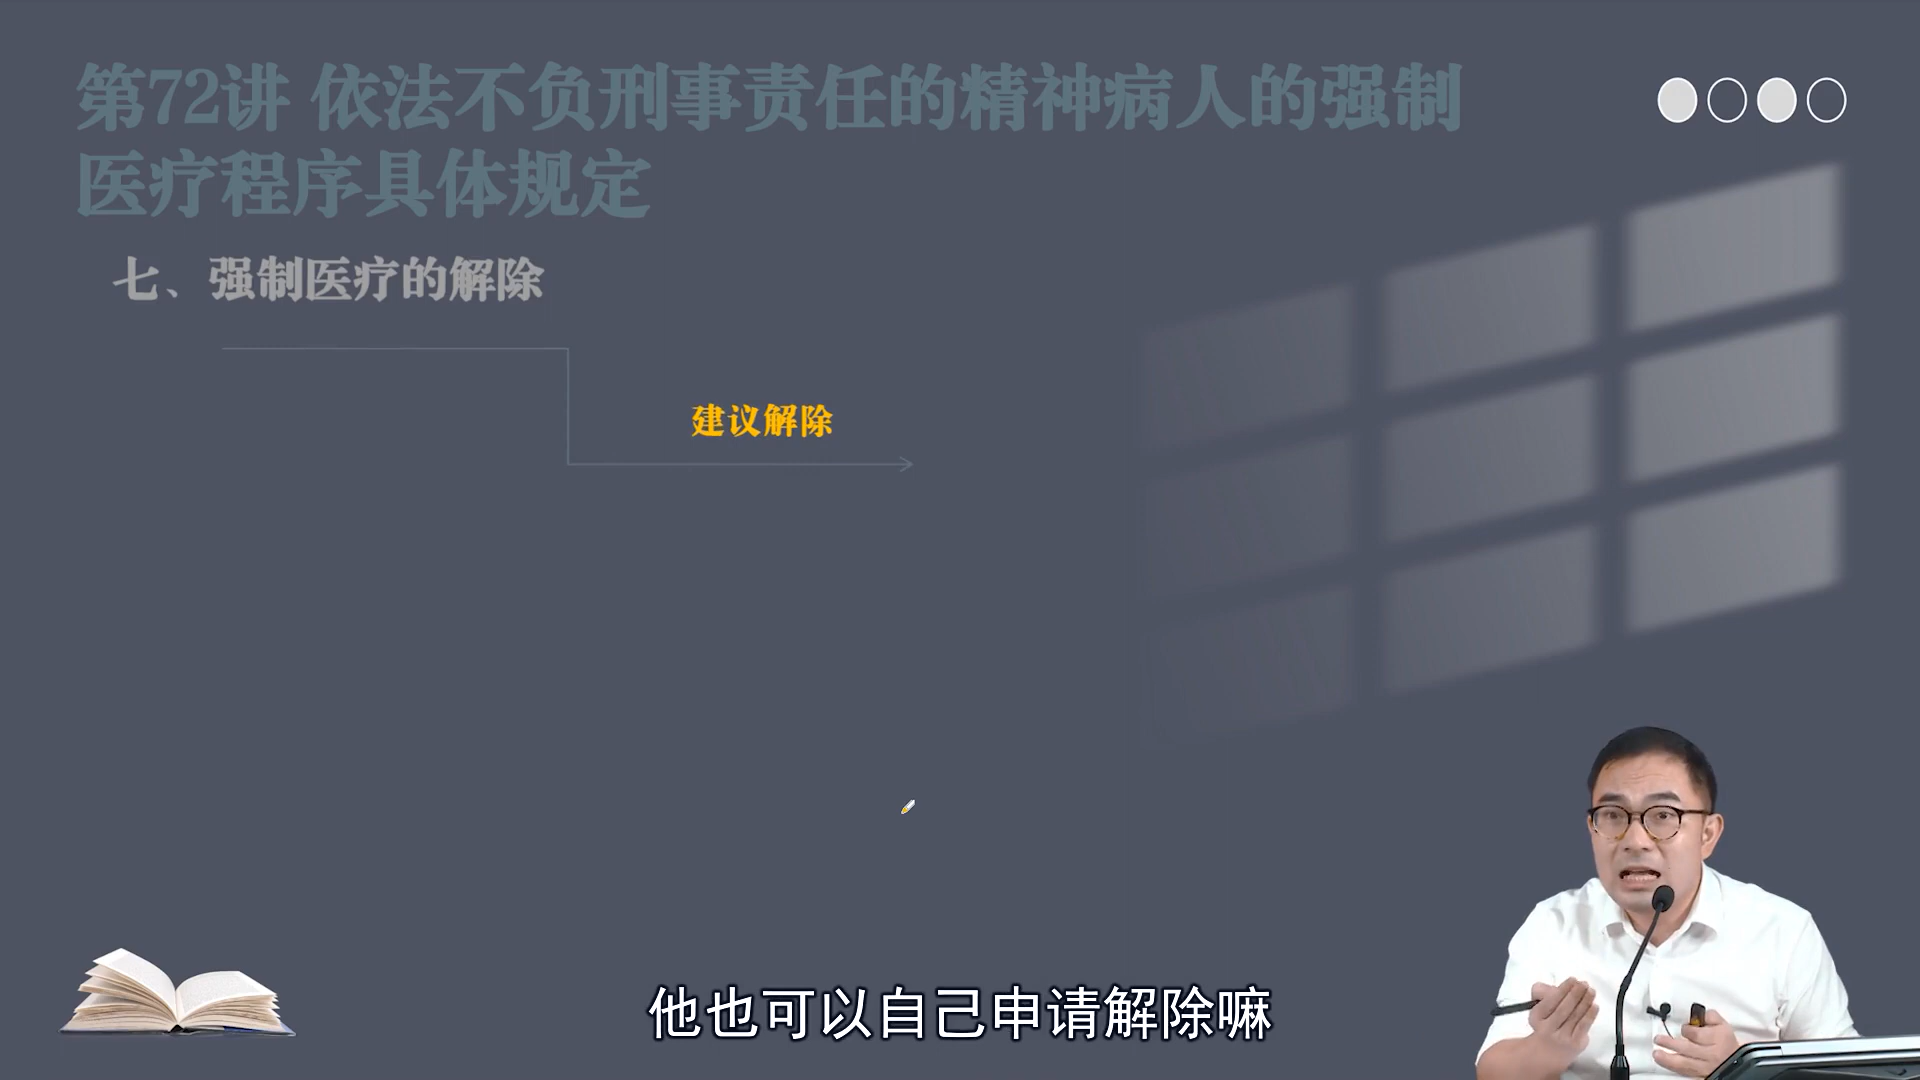 第72讲 依法不负刑事责任的精神病人的强制
医疗程序具体规定
七、强制医疗的解除
建议解除
他也可以自己申请解除嘛